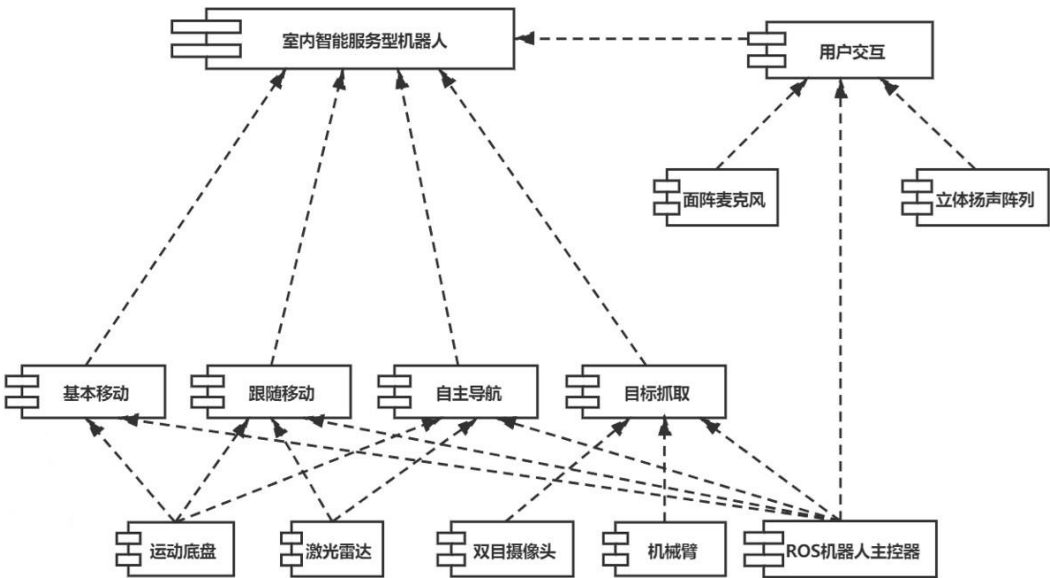 室内智能服务型机器人
用户交互
面阵麦克风
立体扬声阵列
基本移动
跟随移动
自主导航
目标抓取
运动底盘
激光雷达
双目摄像头
机械臂
ROS机器人主控器